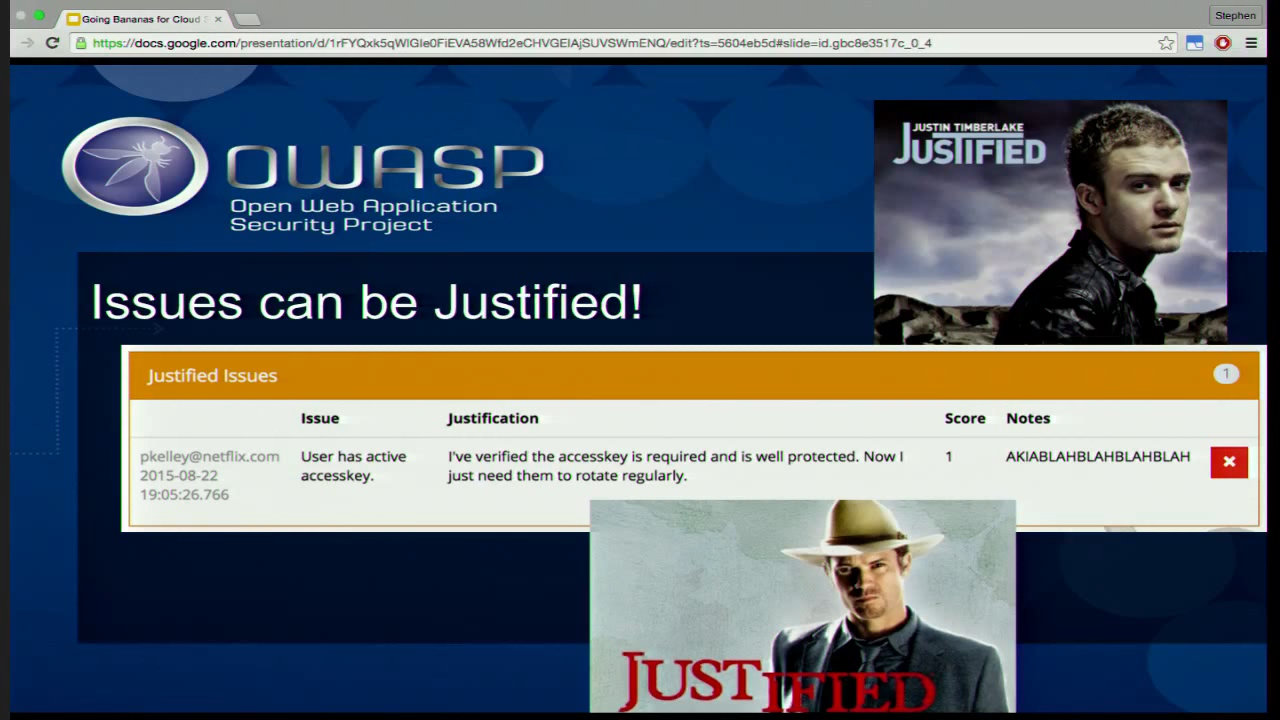 Going Bananas for Cloud
Stephen
https://docs.google.com/presentation/d/1rFYQxk5qWIGIe0FiEVA58Wfd2eCHVGEIAjSUVSWmENQ/edit?ts=5604eb5d#slide=id.gbc8e3517c_0_4
OWASP
Open Web Application
Security Project
JUSTIN TIMBERLAKE
JUSTIFIED
Issues can be Justified!
Justified Issues 1
Issue Justification Score Notes
pkelley@netflix.com User has active I've verified the accesskey is required and is well protected. Now I 1 AKIABLAHBLAHBLAHBLAH
2015-08-22 accesskey. just need them to rotate regularly.
19:05:26.766
JUSTIFIED